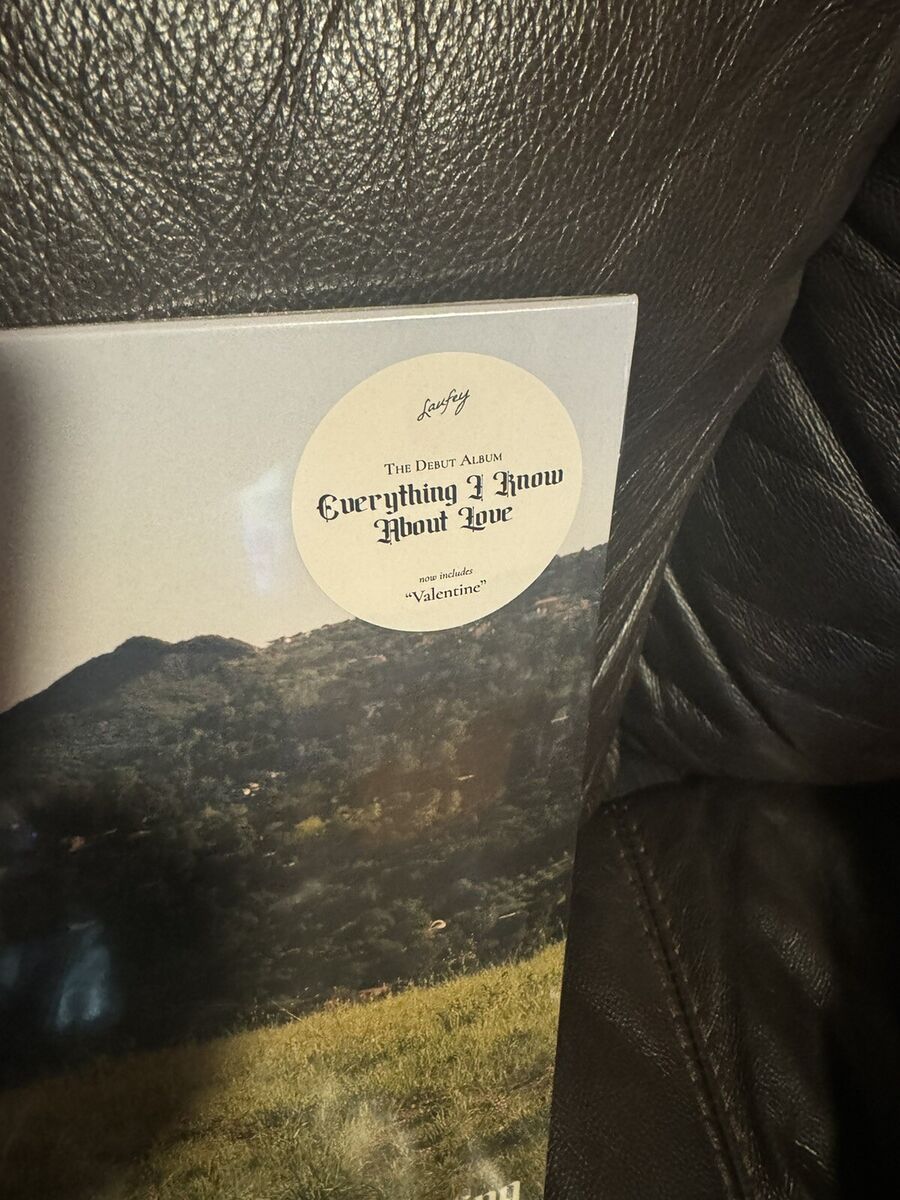 Laufey
THE DEBUT ALBUM
Everything I Know
About Love
now includes
“Valentine”